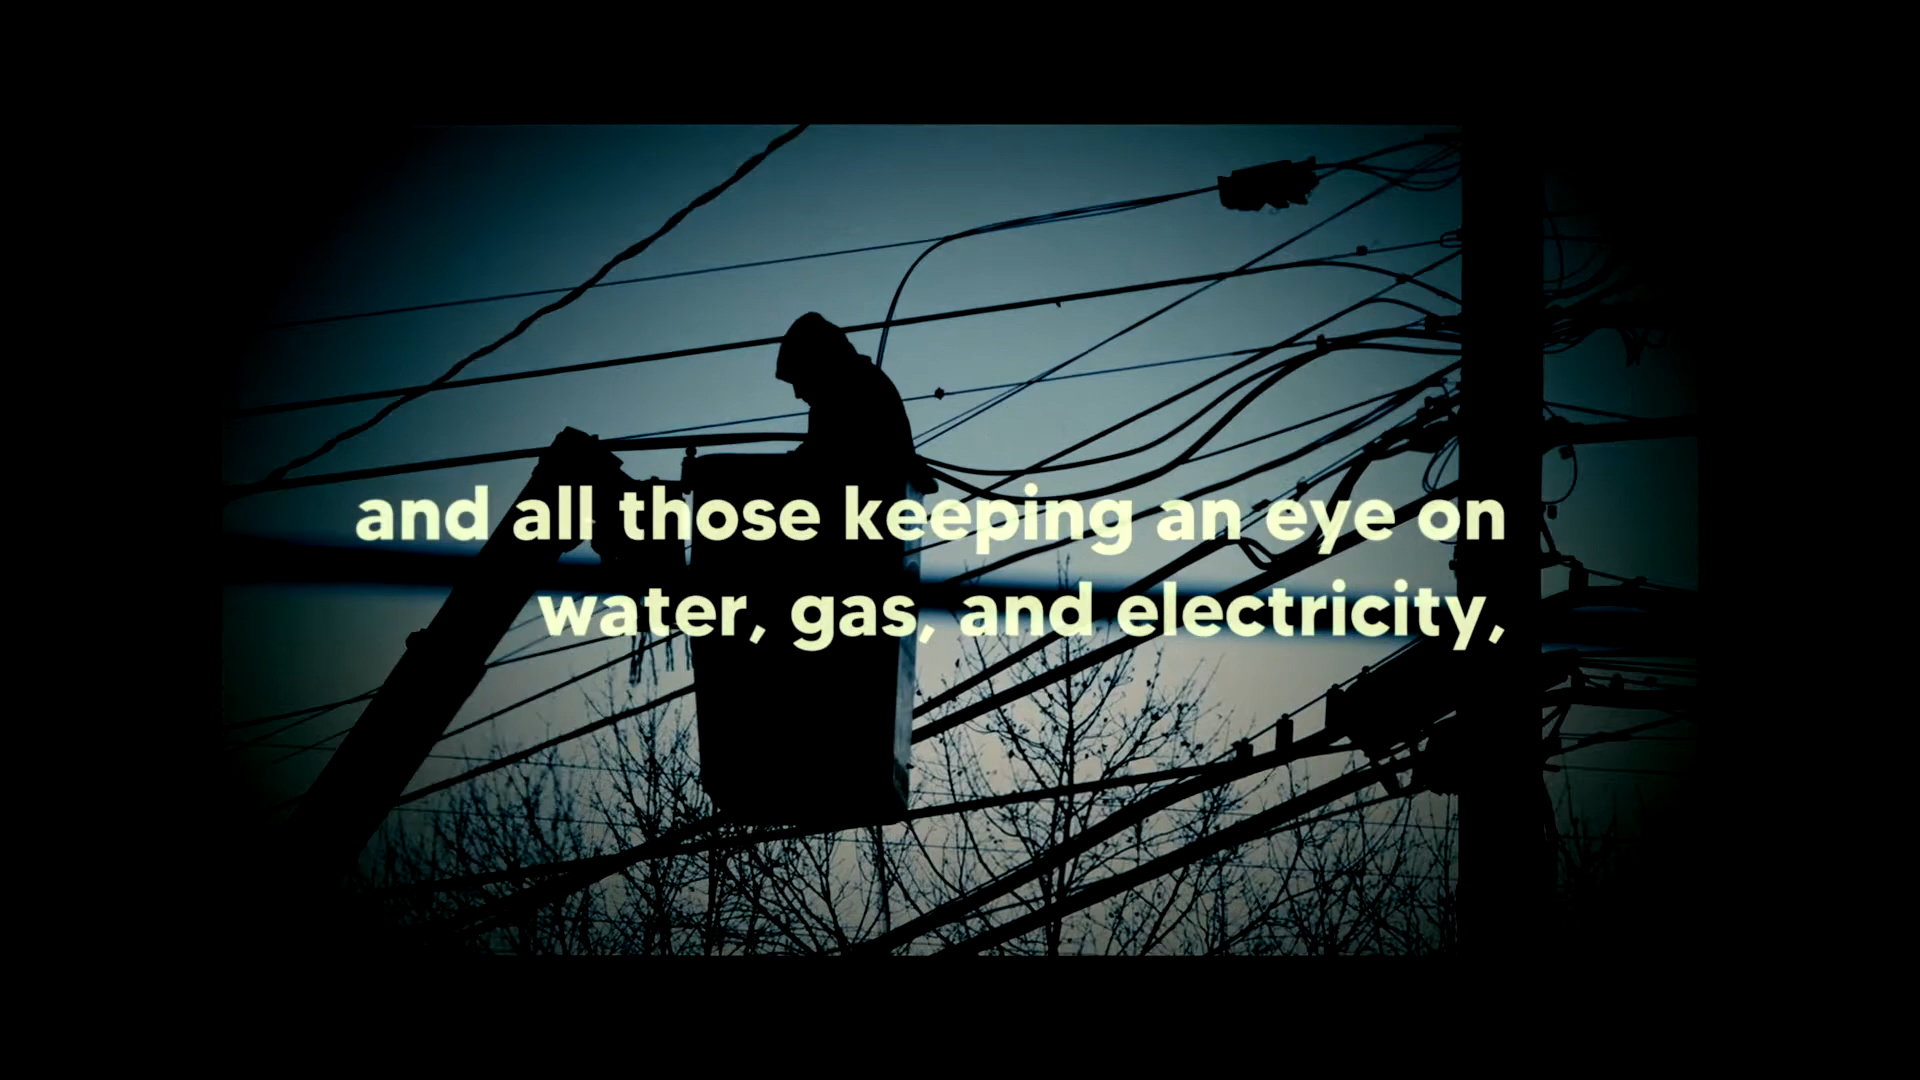 and all those keeping an eye on
water, gas, and electricity,